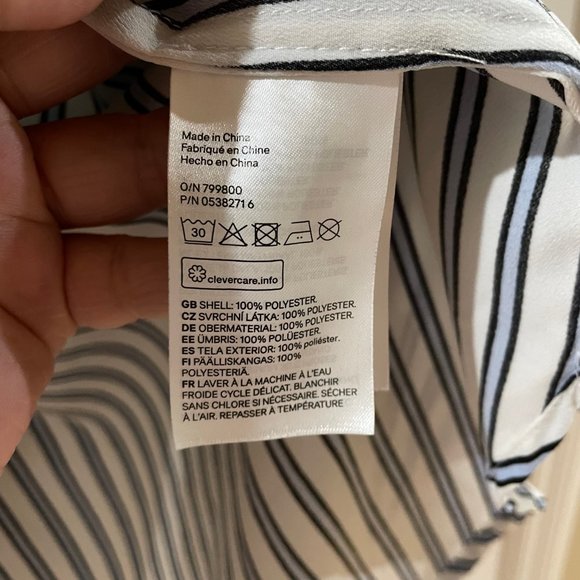 Made in China
Fabriqué en Chine
Hecho en China
O/N 799800
P/N 05382716
30
clevercare.info
GB SHELL: 100% POLYESTER.
CZ SVRCHNÍ LÁTKA: 100% POLYESTER.
DE OBERMATERIAL: 100% POLYESTER.
EE ÜMBRIS: 100% POLÜESTER.
ES TELA EXTERIOR: 100% poliéster.
FI PÄÄLLISKANGAS: 100%
POLYESTERIÄ.
FR LAVER À LA MACHINE À L'EAU
FROIDE CYCLE DÉLICAT. BLANCHIR
SANS CHLORE SI NÉCESSAIRE. SÉCHER
À L'AIR. REPASSER À TEMPÉRATURE